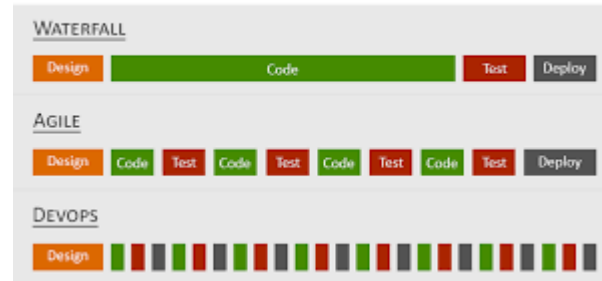 WATERFALL
Design Code Test Deploy
AGILE
Design Code Test Code Test Code Test Code Test Deploy
DEVOPS
Design